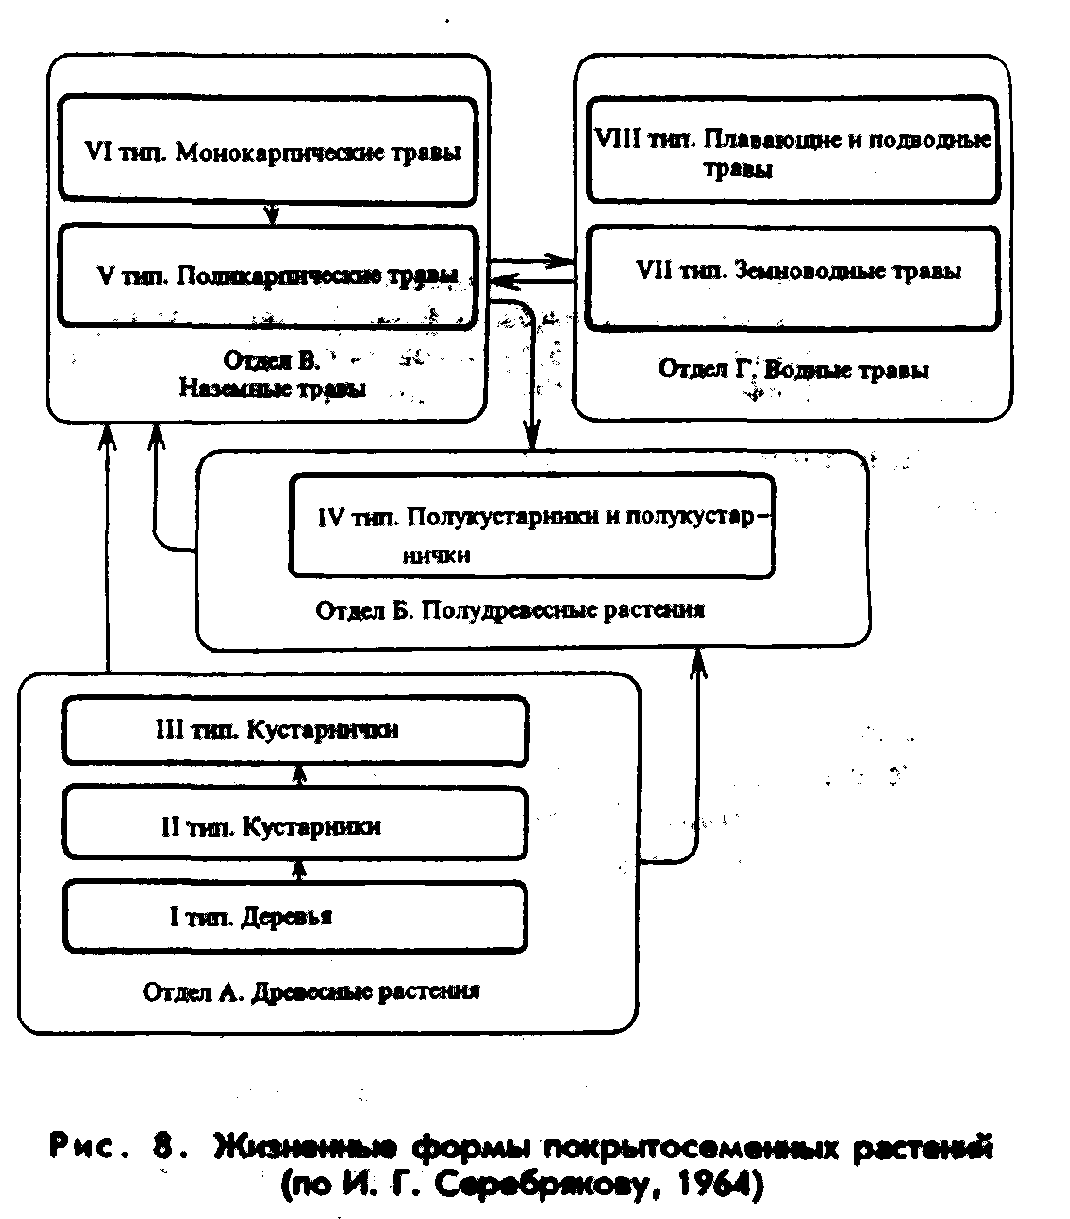 VI тип. Монокарпические травы
V тип. Поликарпические травы
Отдел В.
Наземные травы
VIII тип. Плавающие и подводные
травы
VII тип. Земноводные травы
Отдел Г. Водные травы
IV тип. Полукустарники и полукустар-
нички
Отдел Б. Полудревесные растения
III тип. Кустарнички
II тип. Кустарники
I тип. Деревья
Отдел А. Древесные растения
Рис. 8. Жизненные формы покрытосеменных растений
(по И. Г. Серебрякову, 1964)